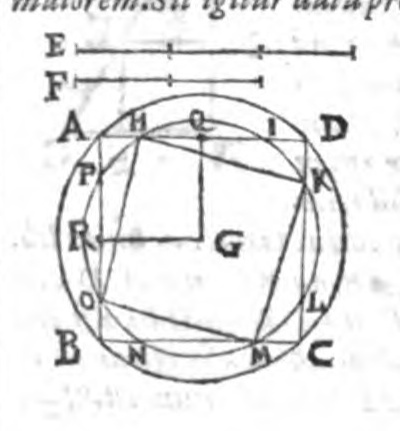 maiorem. Sit igitur data pro
E
F
A H Q I D
P K
R G
O L
B N M C